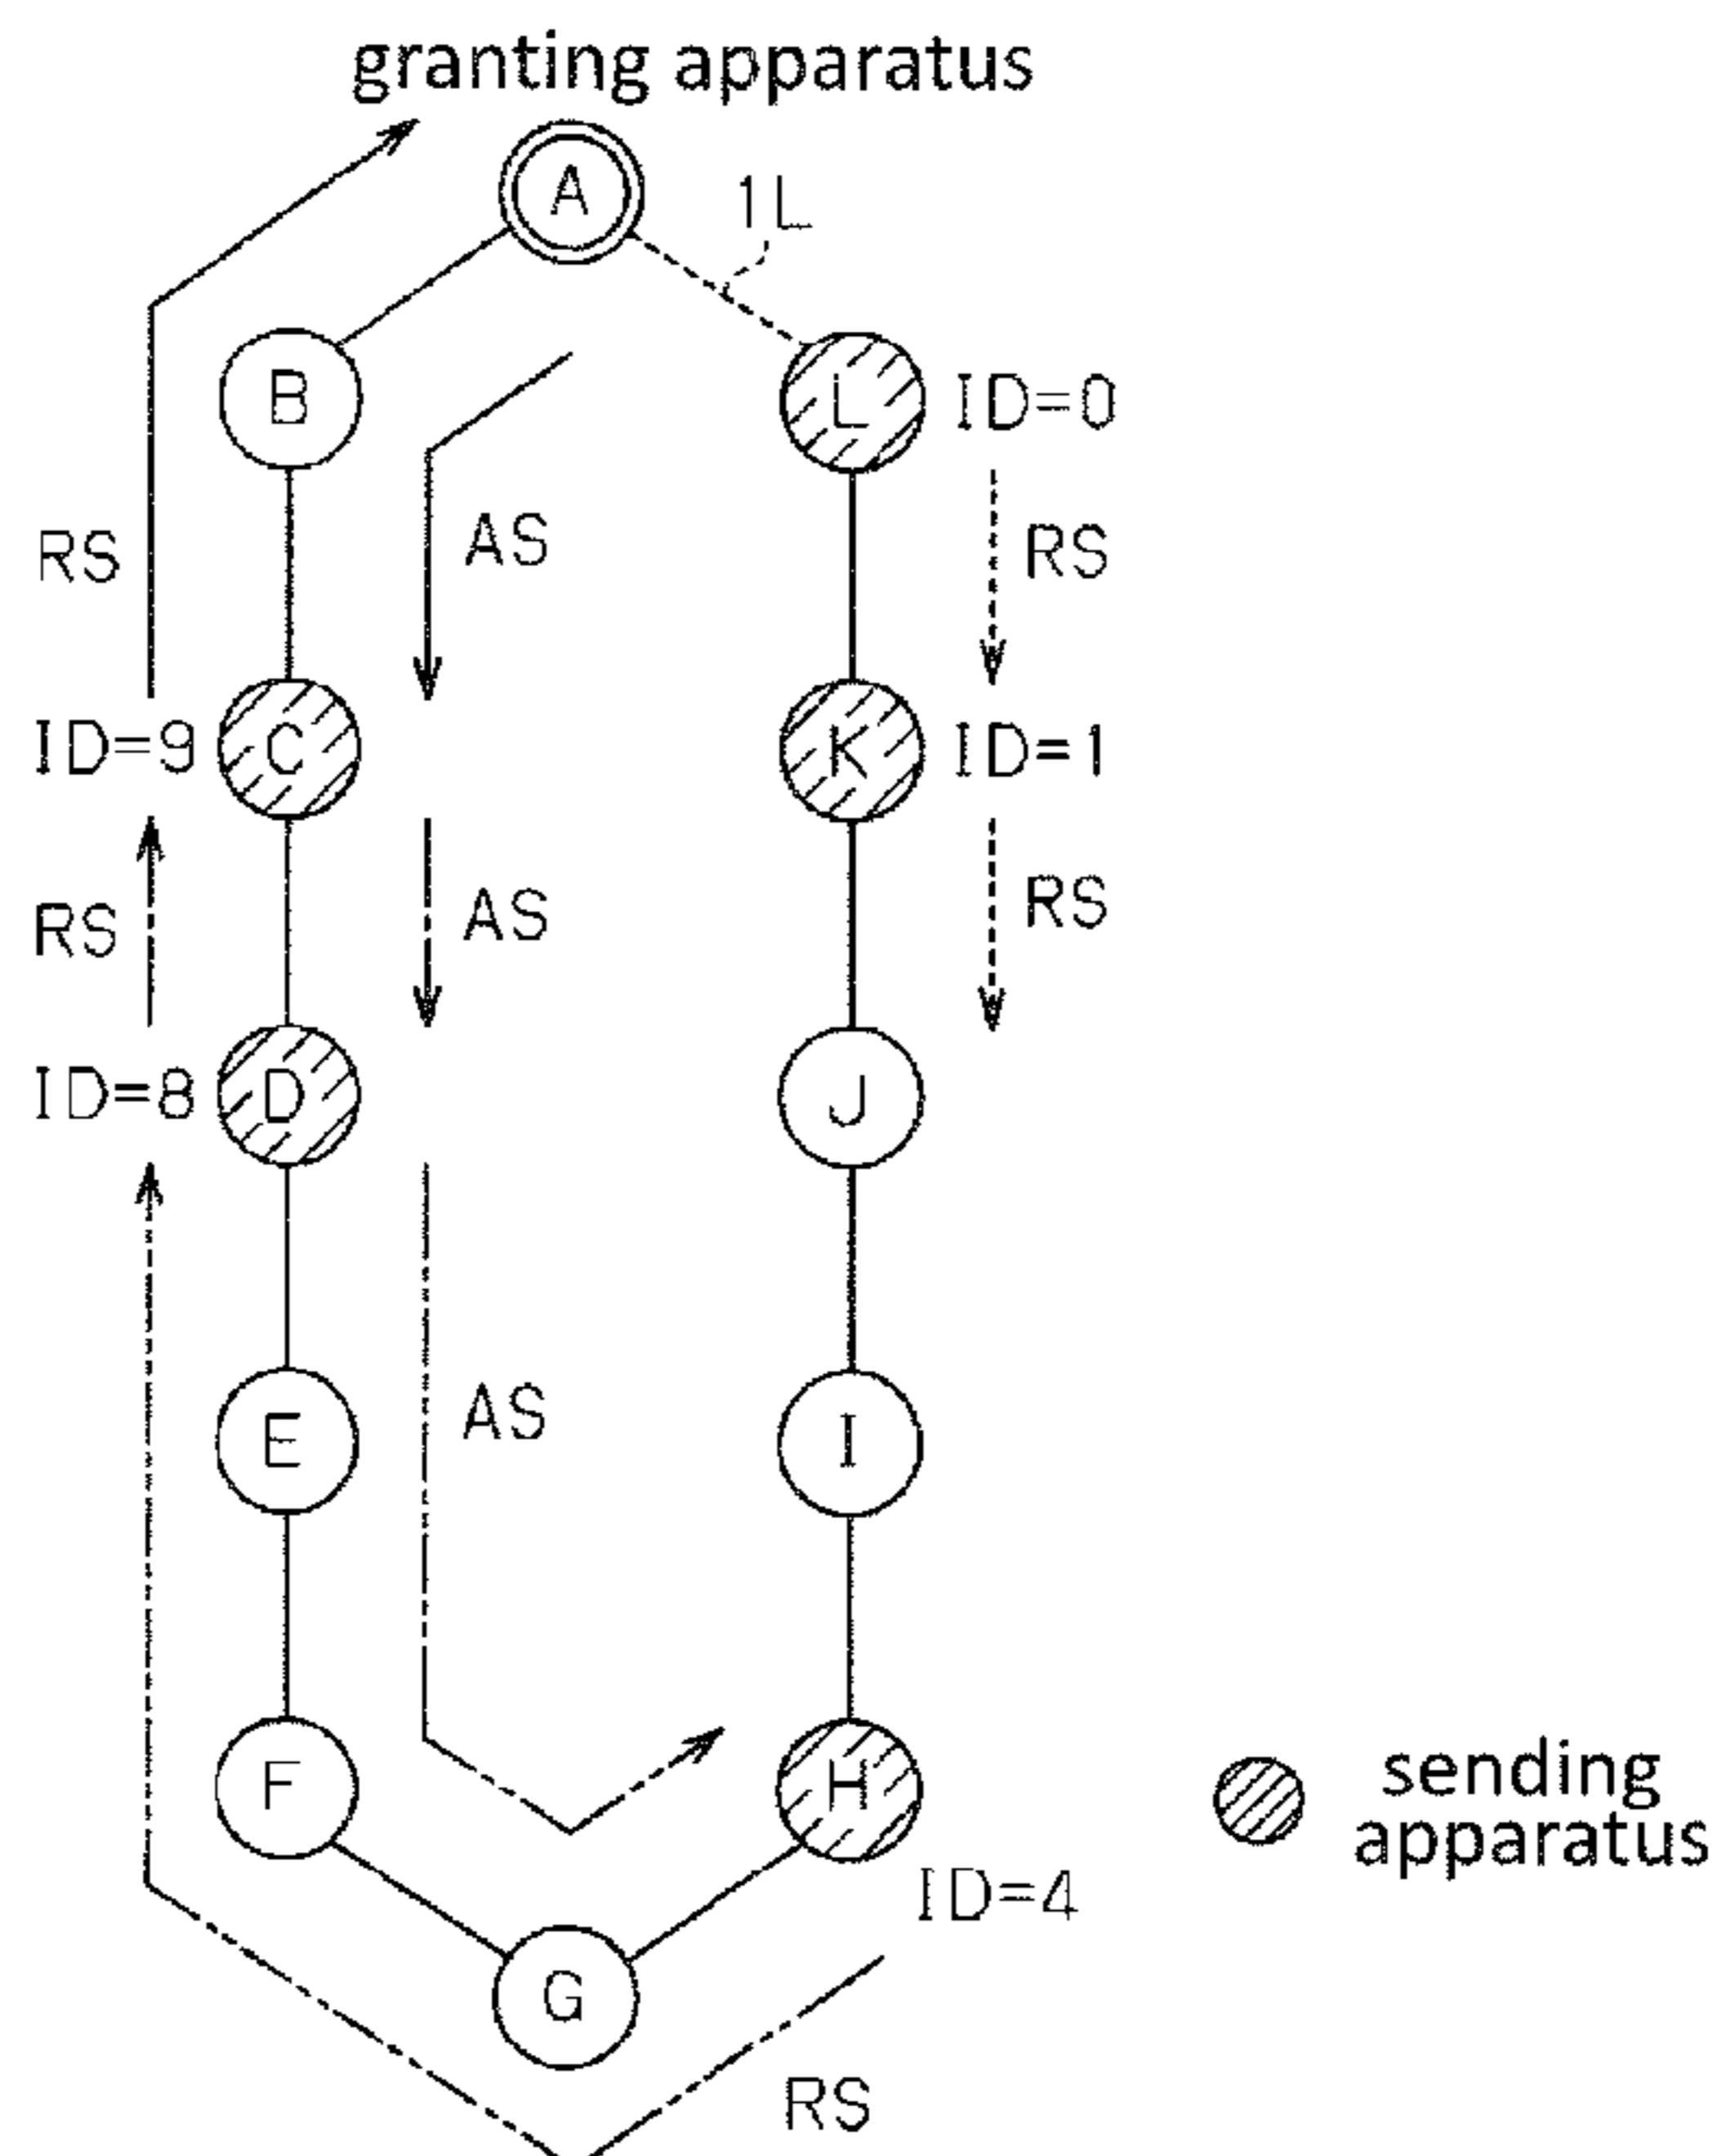 granting apparatus
A
1L
B
L ID=0
RS
AS
RS
ID=9 C
K ID=1
RS
AS
RS
ID=8 D
J
E
AS
I
F
H
sending
apparatus
ID=4
G
RS